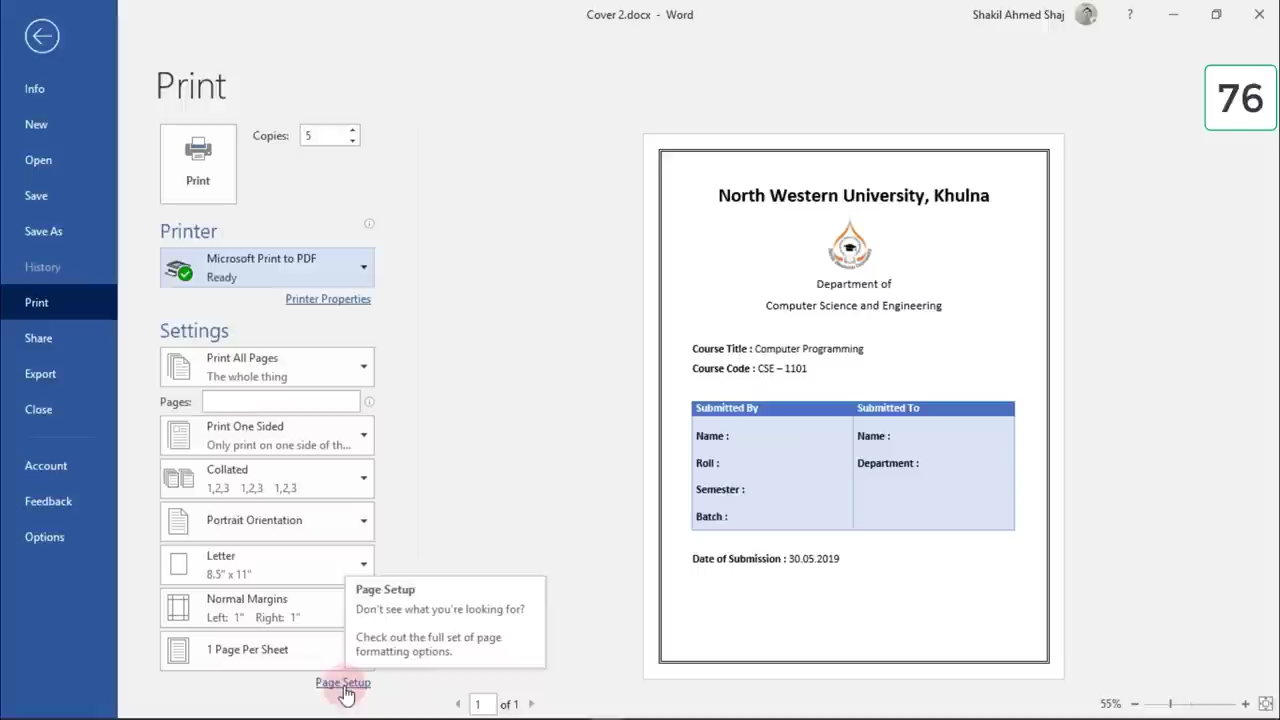 Cover 2.docx - Word
Shakil Ahmed Shaj
?
76
Info
New
Open
Save
Save As
History
Print
Share
Export
Close
Account
Feedback
Options
Print
Print
Copies: 5
Printer
Microsoft Print to PDF
Ready
Printer Properties
Settings
Print All Pages
The whole thing
Pages:
Print One Sided
Only print on one side of th...
Collated
1,2,3 1,2,3 1,2,3
Portrait Orientation
Letter
8.5" x 11"
Normal Margins
Left: 1" Right: 1"
1 Page Per Sheet
Page Setup
Page Setup
Don't see what you're looking for?
Check out the full set of page
formatting options.
North Western University, Khulna
Department of
Computer Science and Engineering
Course Title : Computer Programming
Course Code : CSE – 1101
Submitted By Submitted To
Name : Name :
Roll : Department :
Semester :
Batch :
Date of Submission : 30.05.2019
1 of 1
55%